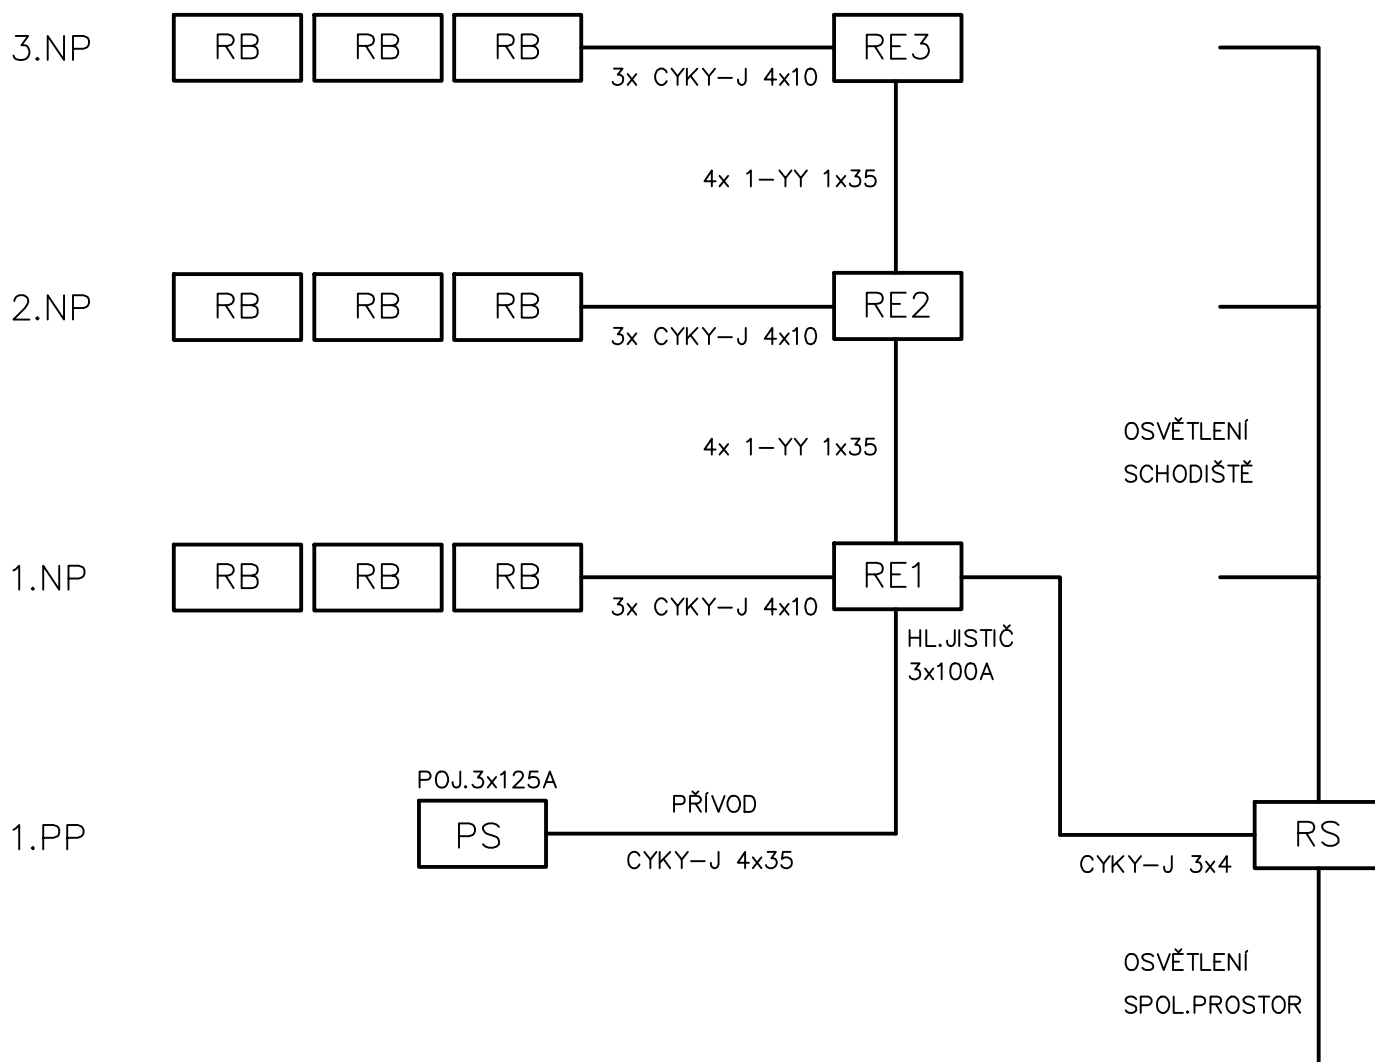 3.NP RB RB RB RE3
3x CYKY-J 4x10
4x 1-YY 1x35
2.NP RB RB RB RE2
3x CYKY-J 4x10
OSVĚTLENÍ
4x 1-YY 1x35
SCHODIŠTĚ
1.NP RB RB RB RE1
3x CYKY-J 4x10
HL.JISTIČ
3x100A
POJ.3x125A
PŘÍVOD
1.PP PS RS
CYKY-J 4x35 CYKY-J 3x4
OSVĚTLENÍ
SPOL.PROSTOR